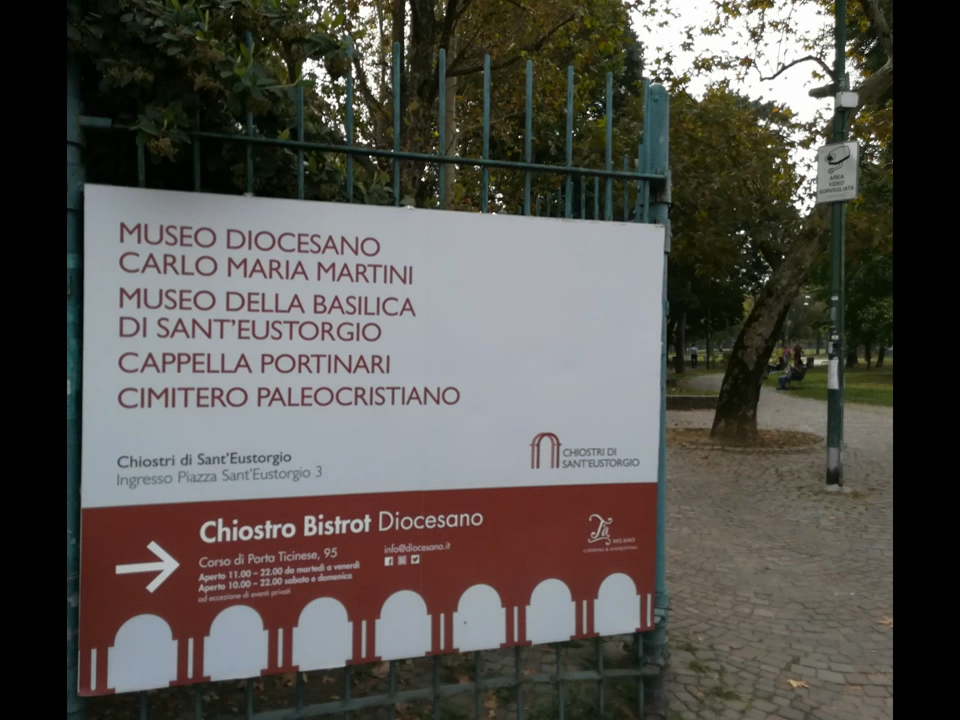 MUSEO DIOCESANO
CARLO MARIA MARTINI
MUSEO DELLA BASILICA
DI SANT'EUSTORGIO
CAPPELLA PORTINARI
CIMITERO PALEOCRISTIANO
Chiostri di Sant'Eustorgio
Ingresso Piazza Sant'Eustorgio 3
CHIOSTRI DI
SANT'EUSTORGIO
Chiostro Bistrot Diocesano
Corso di Porta Ticinese, 95
Aperto 11.00 – 22.00 da martedì a venerdì
Aperto 10.00 – 22.00 sabato e domenica
ad eccezione di eventi privati
info@diocesano.it
MILANO
AREA
VIDEO
SORVEGLIATA